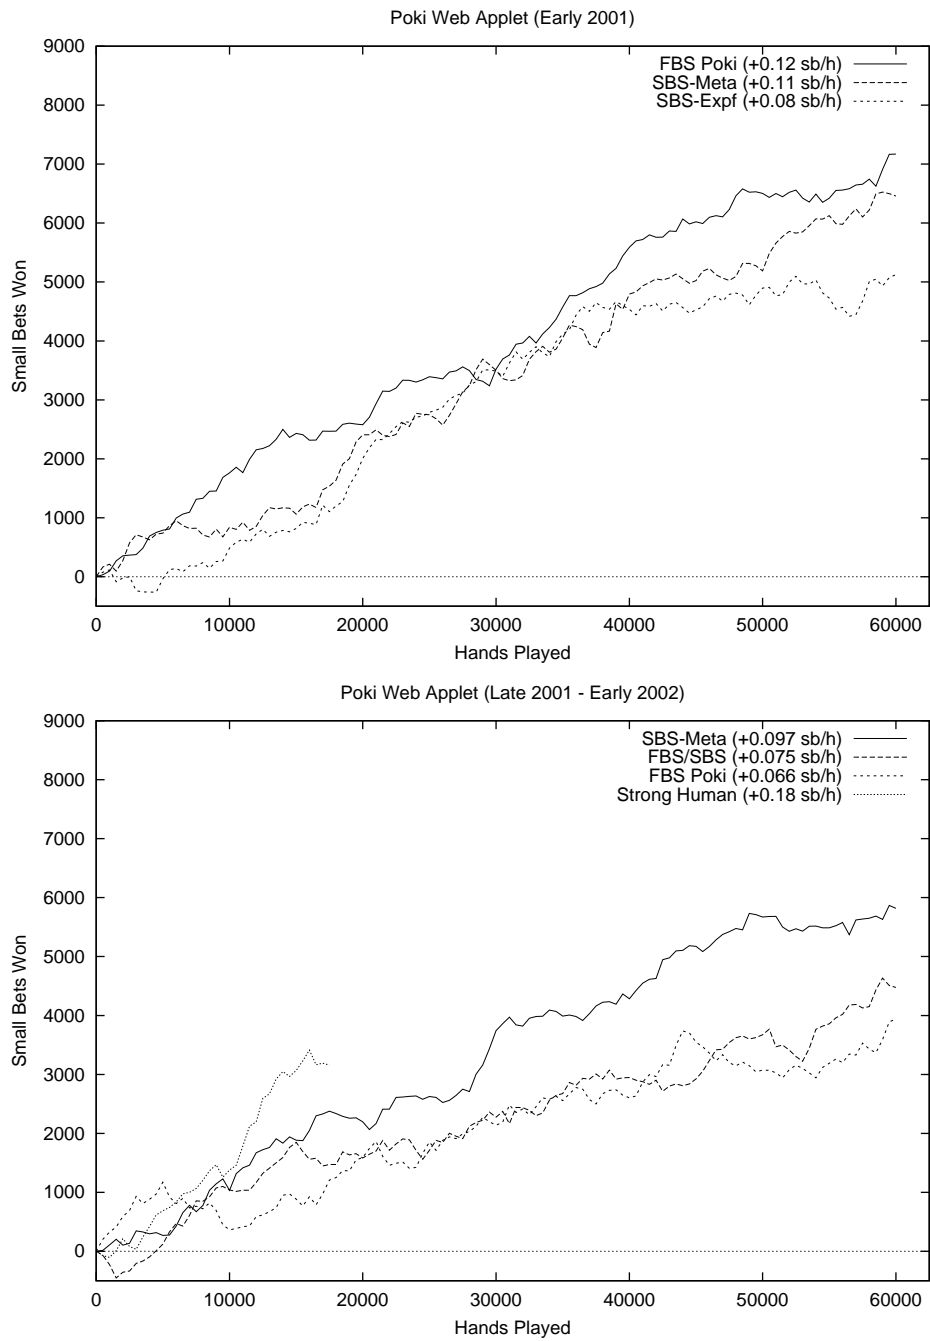 Poki Web Applet (Early 2001)
9000
8000
7000
6000
5000
4000
3000
2000
1000
0
Small Bets Won
FBS Poki (+0.12 sb/h)
SBS-Meta (+0.11 sb/h)
SBS-Expf (+0.08 sb/h)
0 10000 20000 30000 40000 50000 60000
Hands Played
Poki Web Applet (Late 2001 - Early 2002)
9000
8000
7000
6000
5000
4000
3000
2000
1000
0
Small Bets Won
SBS-Meta (+0.097 sb/h)
FBS/SBS (+0.075 sb/h)
FBS Poki (+0.066 sb/h)
Strong Human (+0.18 sb/h)
0 10000 20000 30000 40000 50000 60000
Hands Played